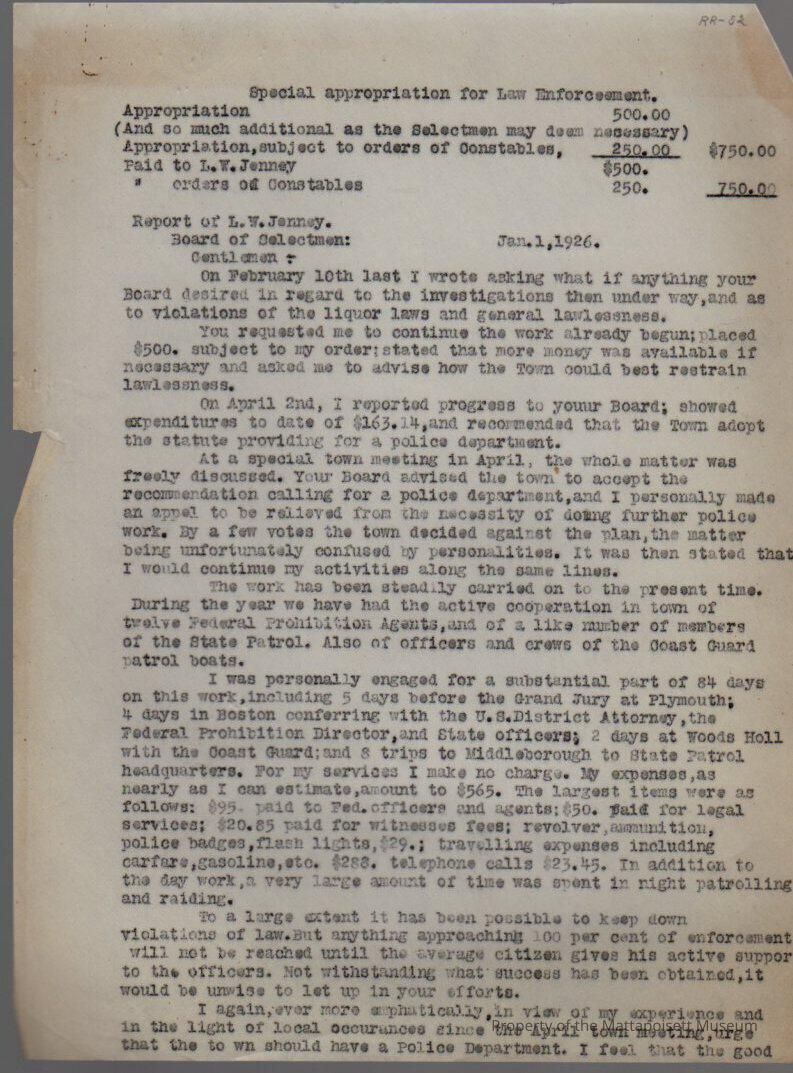 RR-82
Special appropriation for Law Enforcement.
Appropriation 500.00
(And so much additional as the Selectmen may deem necessary)
Appropriation,subject to orders of Constables, 250.00 $750.00
Paid to L.W.Jenney $500.
" orders of Constables 250. 750.00
Report of L.W.Jenney.
Board of Selectmen: Jan.1,1926.
Gentlemen :
On February 10th last I wrote asking what if anything your
Board desired in regard to the investigations then under way,and as
to violations of the liquor laws and general lawlessness.
You requested me to continue the work already begun;placed
$500. subject to my order;stated that more money was available if
necessary and asked me to advise how the Town could best restrain
lawlessness.
On April 2nd, I reported progress to youur Board; showed
expenditures to date of $163.14,and recommended that the Town adopt
the statute providing for a police department.
At a special town meeting in April, the whole matter was
freely discussed. Your Board advised the town to accept the
recommendation calling for a police department,and I personally made
an appel to be relieved from the necessity of doing further police
work. By a few votes the town decided against the plan,the matter
being unfortunately confused by personalities. It was then stated that
I would continue my activities along the same lines.
The work has been steadily carried on to the present time.
During the year we have had the active cooperation in town of
twelve Federal Prohibition Agents,and of a like number of members
of the State Patrol. Also of officers and crews of the Coast Guard
patrol boats.
I was personally engaged for a substantial part of 84 days
on this work,including 5 days before the Grand Jury at Plymouth;
4 days in Boston conferring with the U.S.District Attorney,the
Federal Prohibition Director,and State officers; 2 days at Woods Holl
with the Coast Guard;and 8 trips to Middleborough to State Patrol
headquarters. For my services I make no charge. My expenses,as
nearly as I can estimate,amount to $565. The largest items were as
follows: $95. paid to Fed.officers and agents;$50. paid for legal
services; $20.85 paid for witnesses fees; revolver,ammunition,
police badges,flash lights,$29.; travelling expenses including
carfare,gasoline,etc. $288. telephone calls $23.45. In addition to
the day work,a very large amount of time was spent in night patrolling
and raiding.
To a large extent it has been possible to keep down
violations of law.But anything approaching 100 per cent of enforcement
will not be reached until the average citizen gives his active suppor
to the officers. Not withstanding what success has been obtained,it
would be unwise to let up in your efforts.
I again,ever more emphatically,in view of my experience and
in the light of local occurances since the April town meeting,urge
that the to wn should have a Police Department. I feel that the good
Property of the Mattapoisett Museum